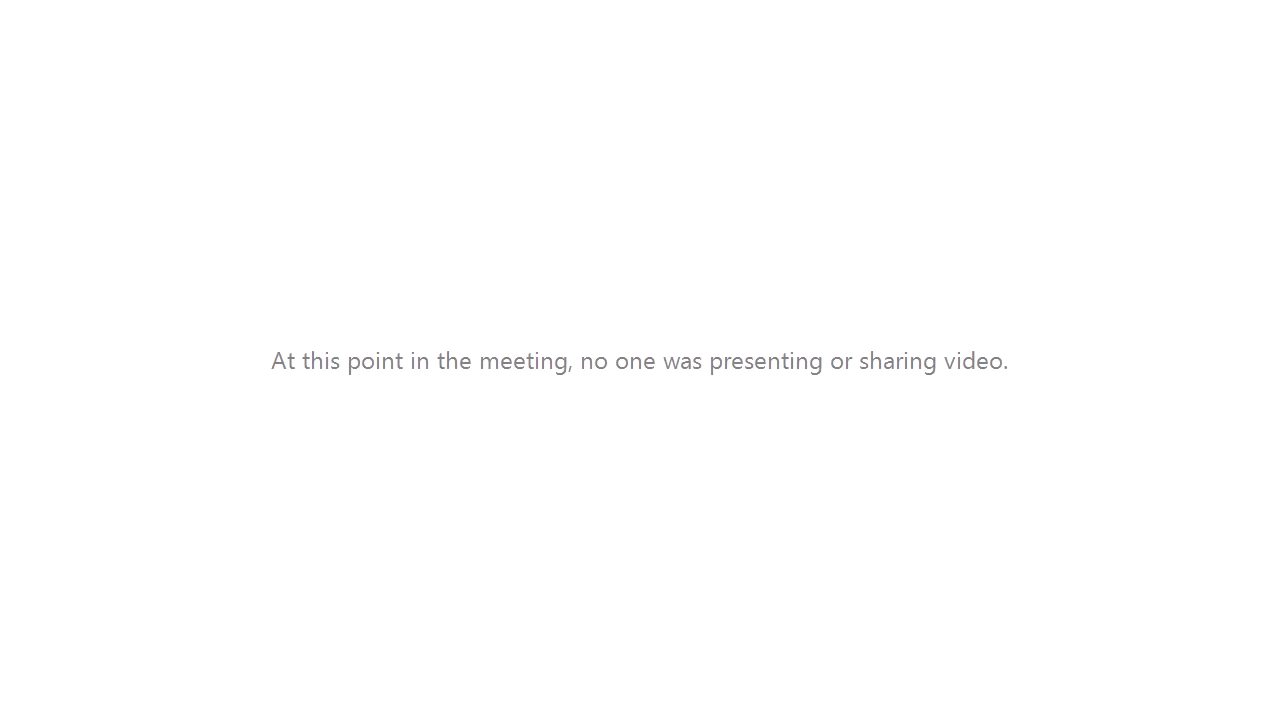 At this point in the meeting, no one was presenting or sharing video.